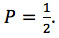 P = 1/2.